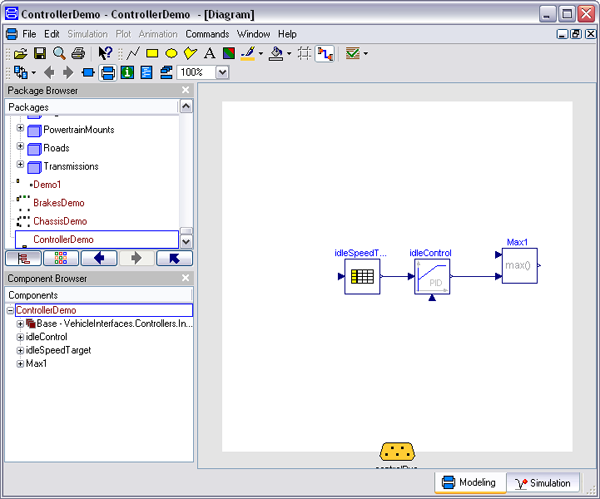 ControllerDemo - ControllerDemo - [Diagram]
File Edit Simulation Plot Animation Commands Window Help
A
100%
Package Browser
Packages
PowertrainMounts
Roads
Transmissions
Demo1
BrakesDemo
ChassisDemo
ControllerDemo
Component Browser
Components
ControllerDemo
Base - VehicleInterfaces.Controllers.In...
idleControl
idleSpeedTarget
Max1
idleSpeedT...
idleControl
Max1
max()
PID
Modeling
Simulation